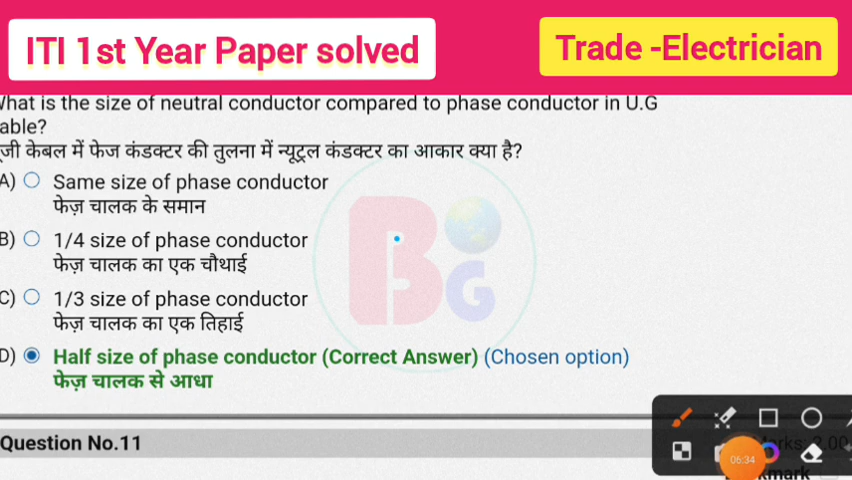 ITI 1st Year Paper solved
Trade -Electrician
What is the size of neutral conductor compared to phase conductor in U.G
able?
जी केबल में फेज कंडक्टर की तुलना में न्यूट्रल कंडक्टर का आकार क्या है?
A) Same size of phase conductor
फेज़ चालक के समान
B) 1/4 size of phase conductor
फेज़ चालक का एक चौथाई
C) 1/3 size of phase conductor
फेज़ चालक का एक तिहाई
D) Half size of phase conductor (Correct Answer) (Chosen option)
फेज़ चालक से आधा
BG
Question No.11
06:34